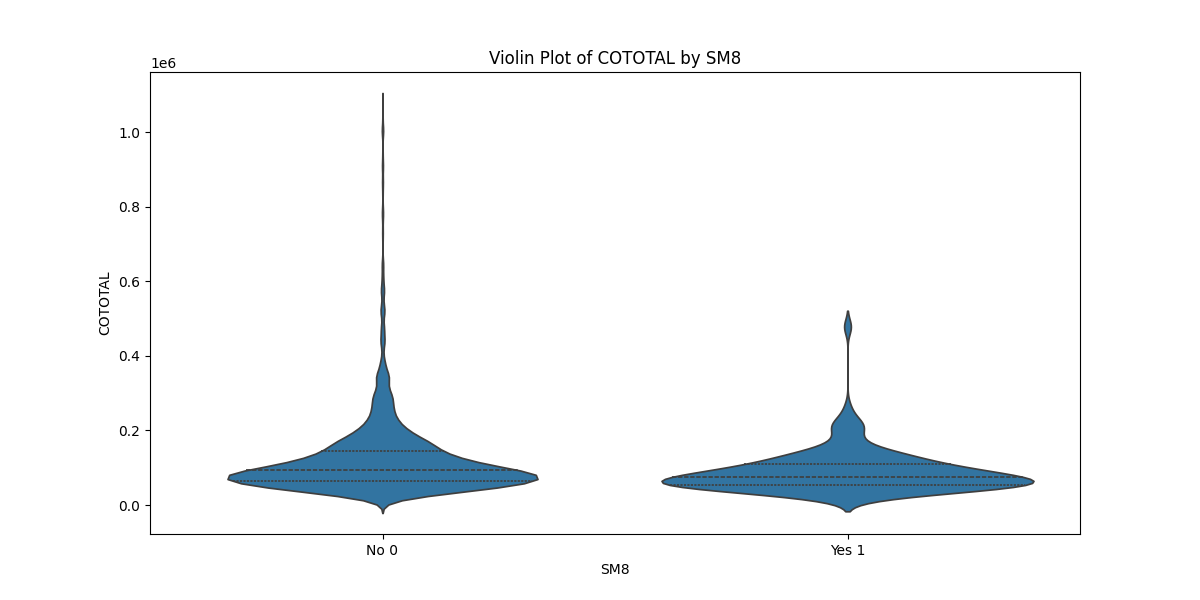 Violin Plot of COTOTAL by SM8
1e6
1.0
0.8
0.6
0.4
0.2
0.0
COTOTAL
No 0
Yes 1
SM8